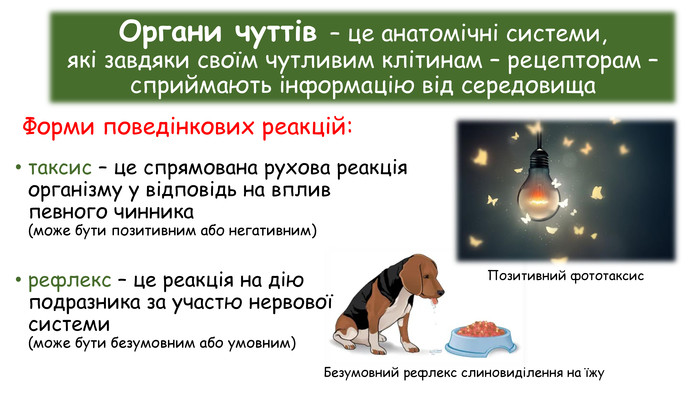 Органи чуттів – це анатомічні системи,
які завдяки своїм чутливим клітинам – рецепторам –
сприймають інформацію від середовища
Форми поведінкових реакцій:
• таксис – це спрямована рухова реакція
організму у відповідь на вплив
певного чинника
(може бути позитивним або негативним)
Позитивний фототаксис
• рефлекс – це реакція на дію
подразника за участю нервової
системи
(може бути безумовним або умовним)
Безумовний рефлекс слиновиділення на їжу